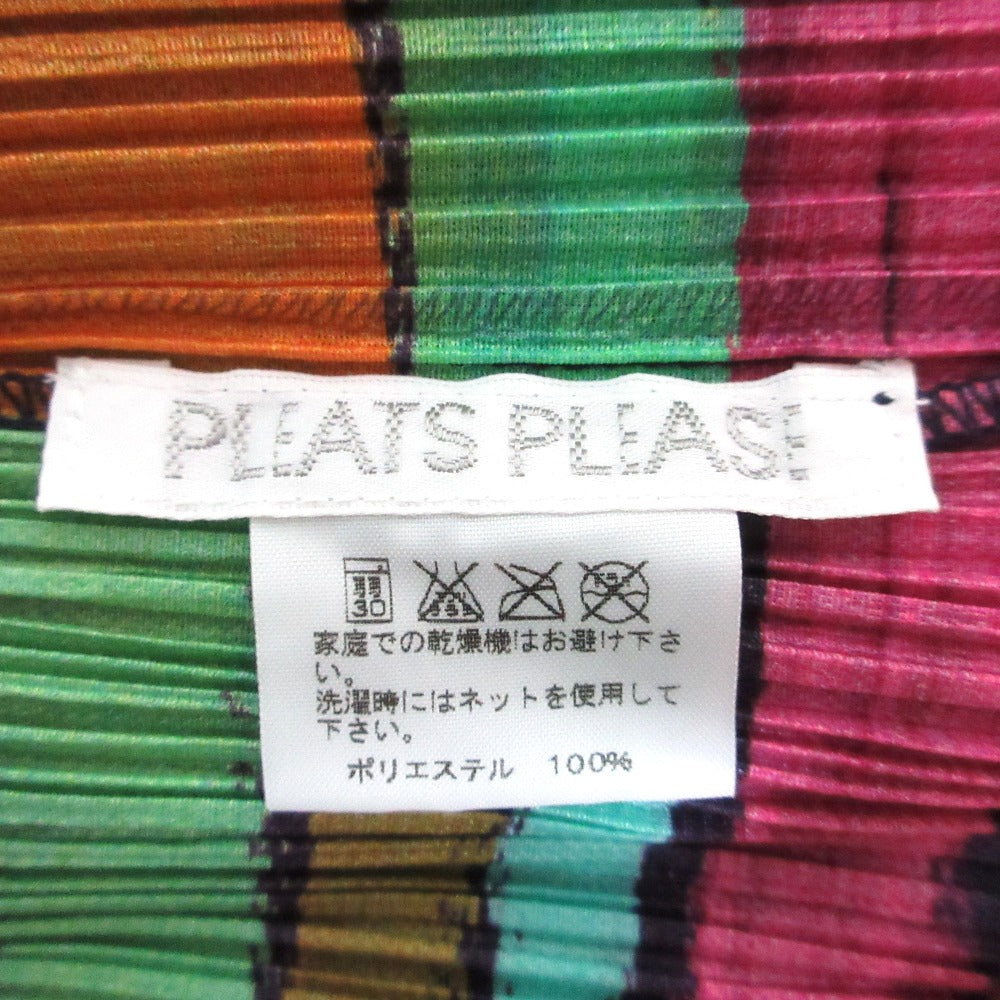 PLEATS PLEASE
弱
30
家庭での乾燥機はお避け下さ
い。
洗濯時にはネットを使用して
下さい。
ポリエステル 100%